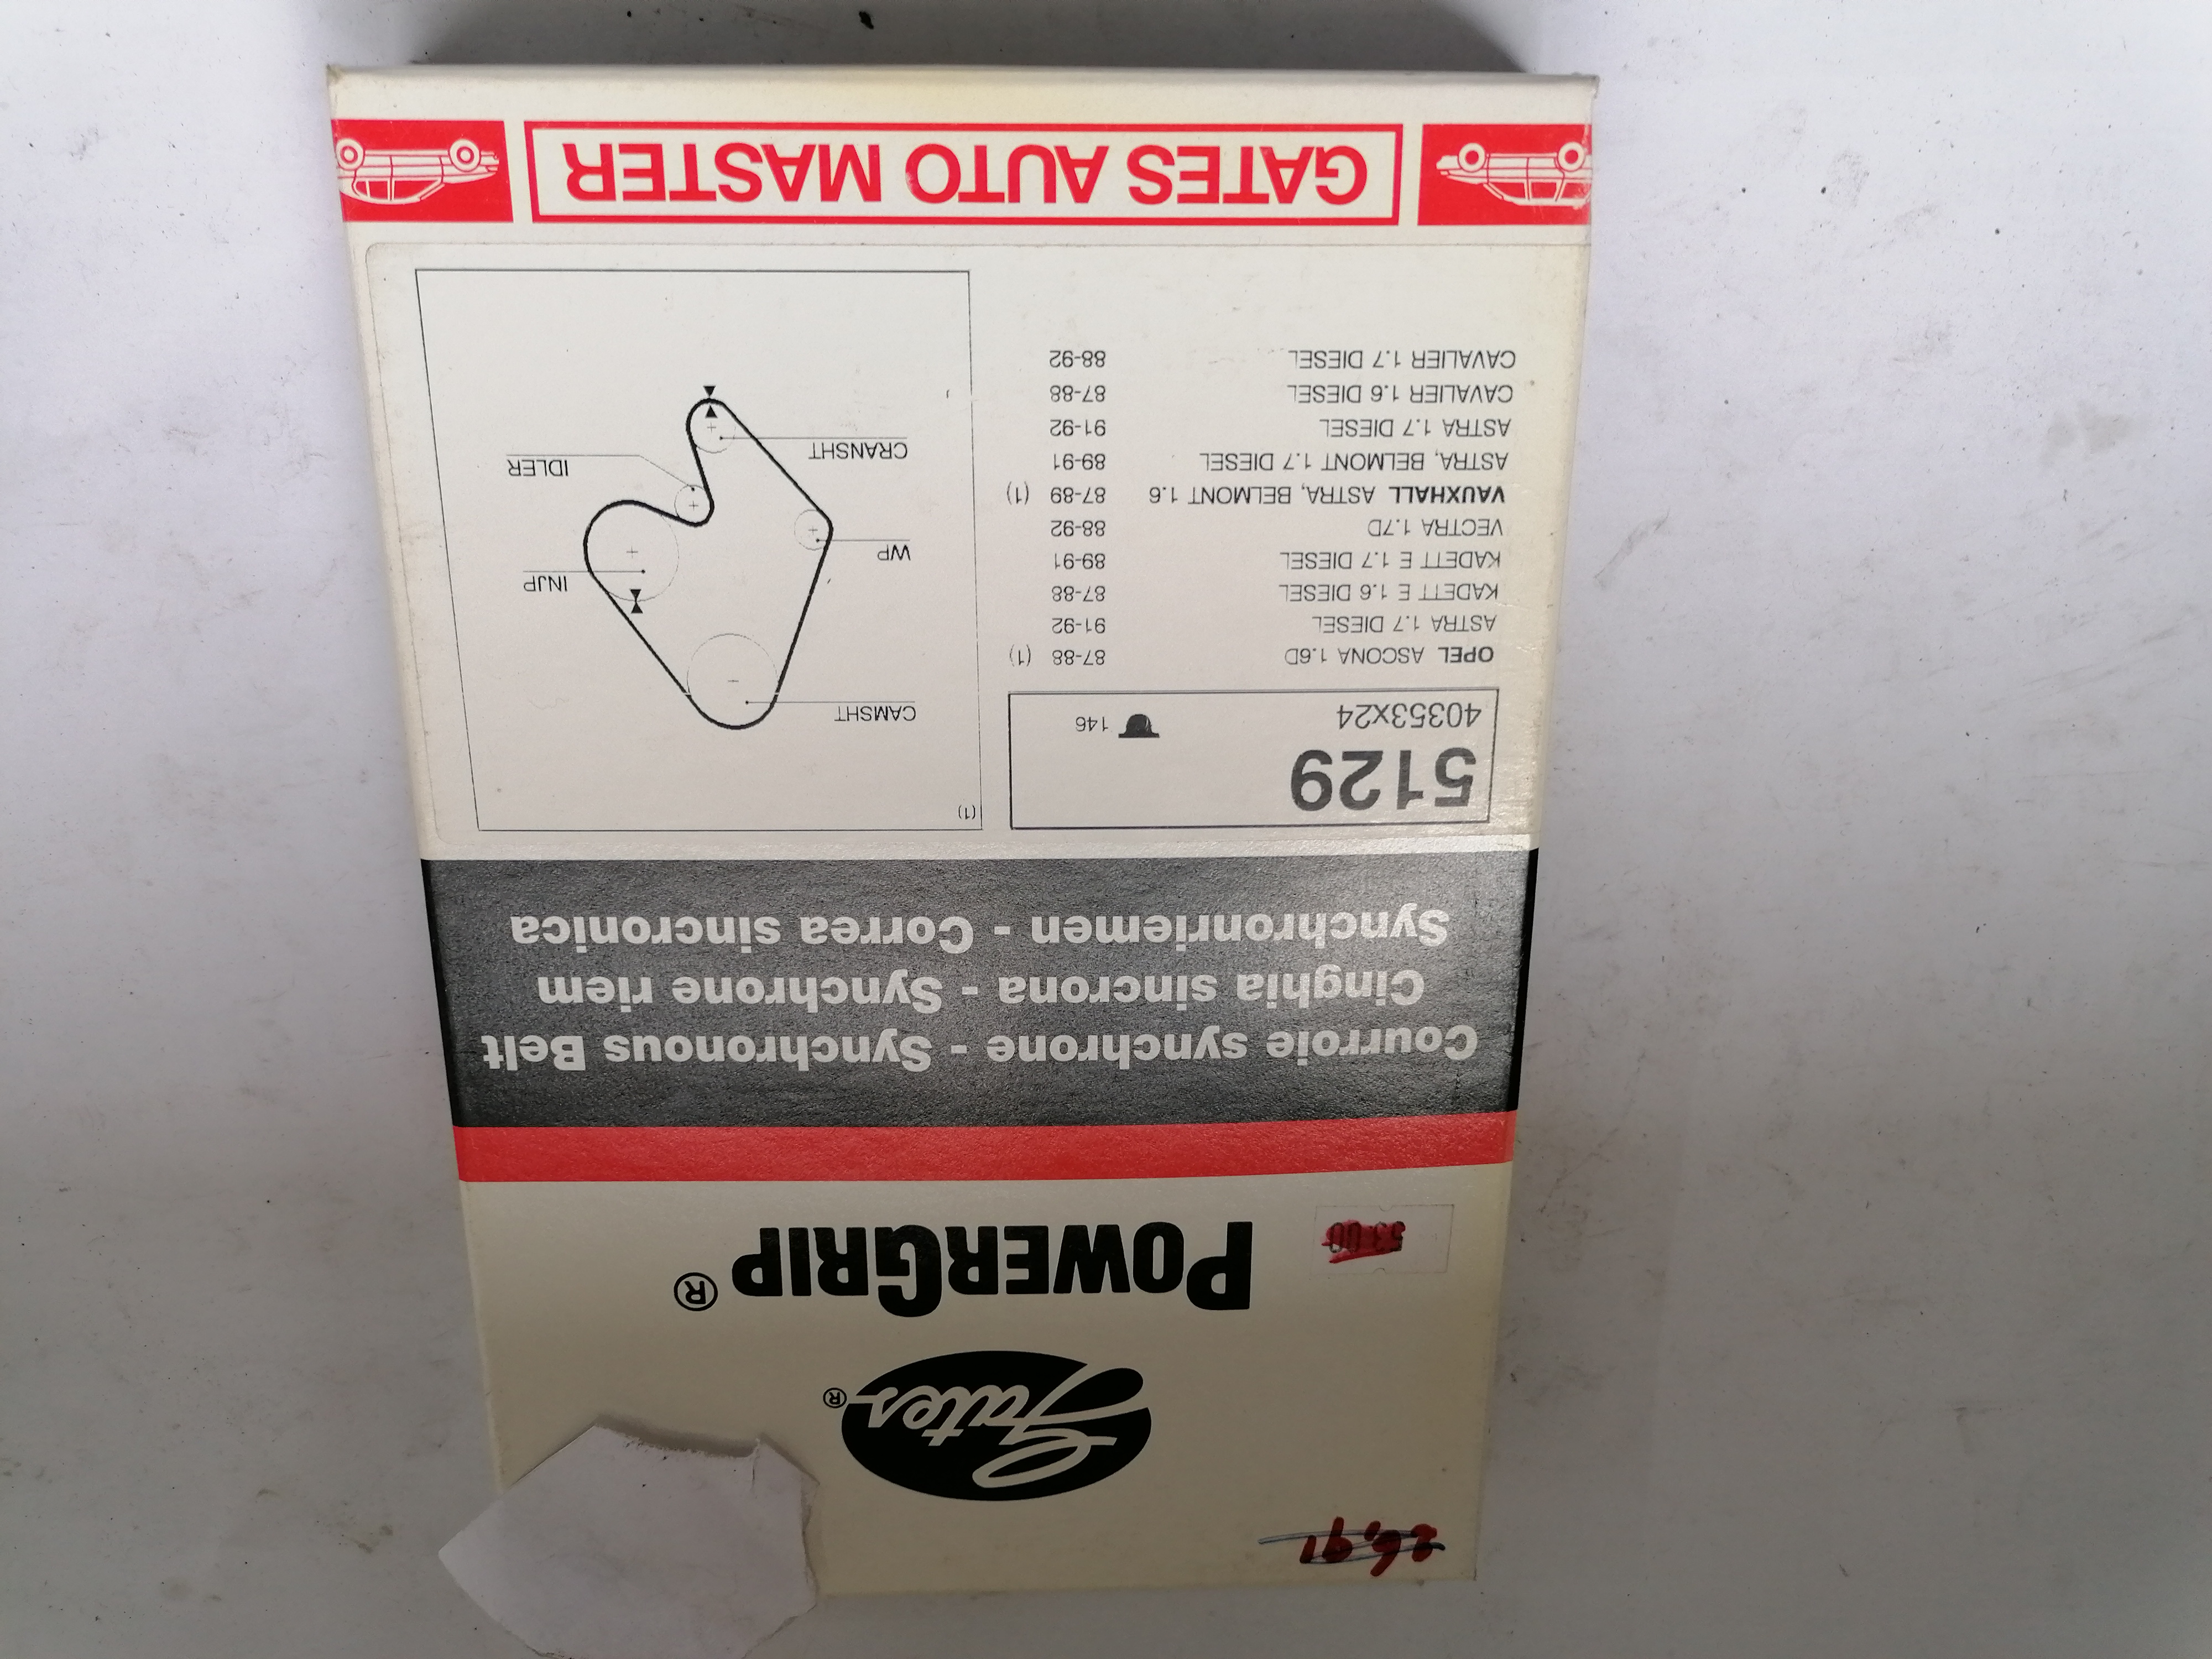 26.91
Gates®
POWERGRIP®
53.00
Courroie synchrone - Synchronous Belt
Cinghia sincrona - Synchrone riem
Synchronriemen - Correa sincronica
5129
40353x24 146
OPEL ASCONA 1.6D 87-88 (1)
ASTRA 1.7 DIESEL 91-92
KADETT E 1.6 DIESEL 87-88
KADETT E 1.7 DIESEL 89-91
VECTRA 1.7D 88-92
VAUXHALL ASTRA, BELMONT 1.6 87-89 (1)
ASTRA, BELMONT 1.7 DIESEL 89-91
ASTRA 1.7 DIESEL 91-92
CAVALIER 1.6 DIESEL 87-88
CAVALIER 1.7 DIESEL 88-92
(1)
CAMSHT
INJP
WP
IDLER
CRANSHT
GATES AUTO MASTER